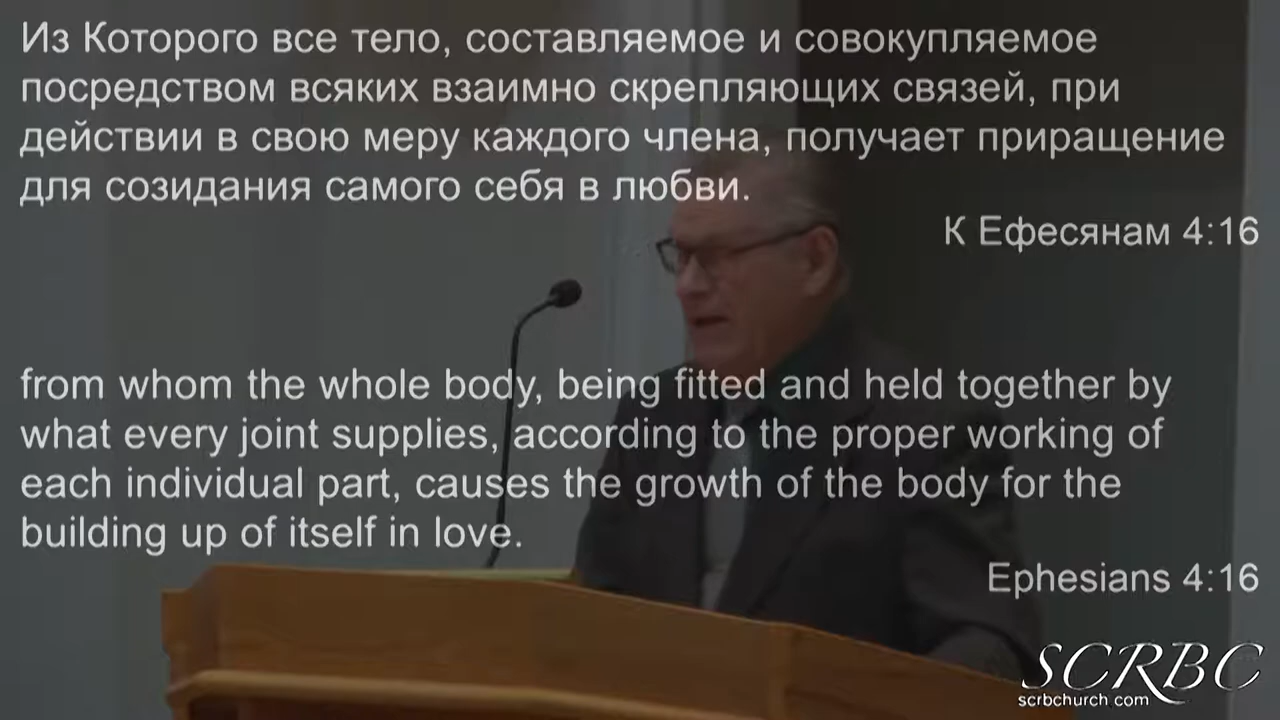 Из Которого все тело, составляемое и совокупляемое
посредством всяких взаимно скрепляющих связей, при
действии в свою меру каждого члена, получает приращение
для созидания самого себя в любви.
К Ефесянам 4:16
from whom the whole body, being fitted and held together by
what every joint supplies, according to the proper working of
each individual part, causes the growth of the body for the
building up of itself in love.
Ephesians 4:16
SCRBC
scrbchurch.com